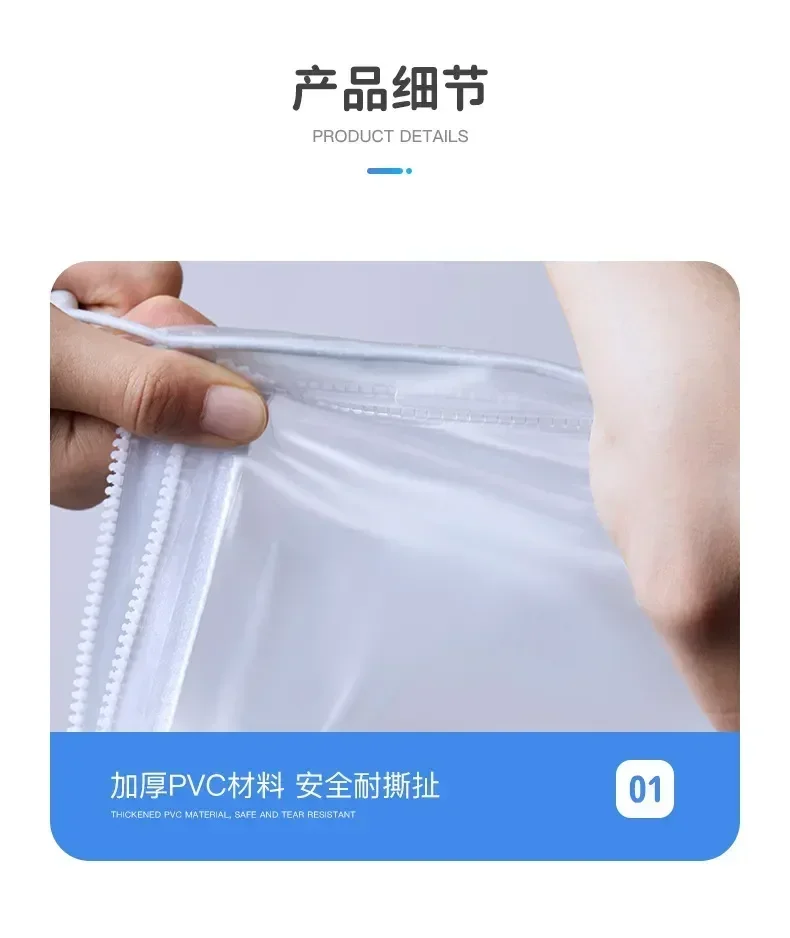 产品细节
PRODUCT DETAILS
加厚PVC材料 安全耐撕扯
THICKENED PVC MATERIAL, SAFE AND TEAR RESISTANT
01